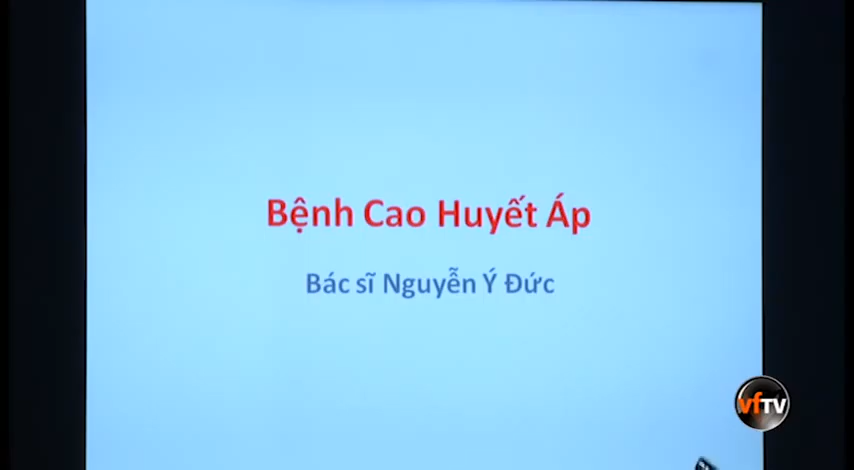 Bệnh Cao Huyết Áp
Bác sĩ Nguyễn Ý Đức
vfTV